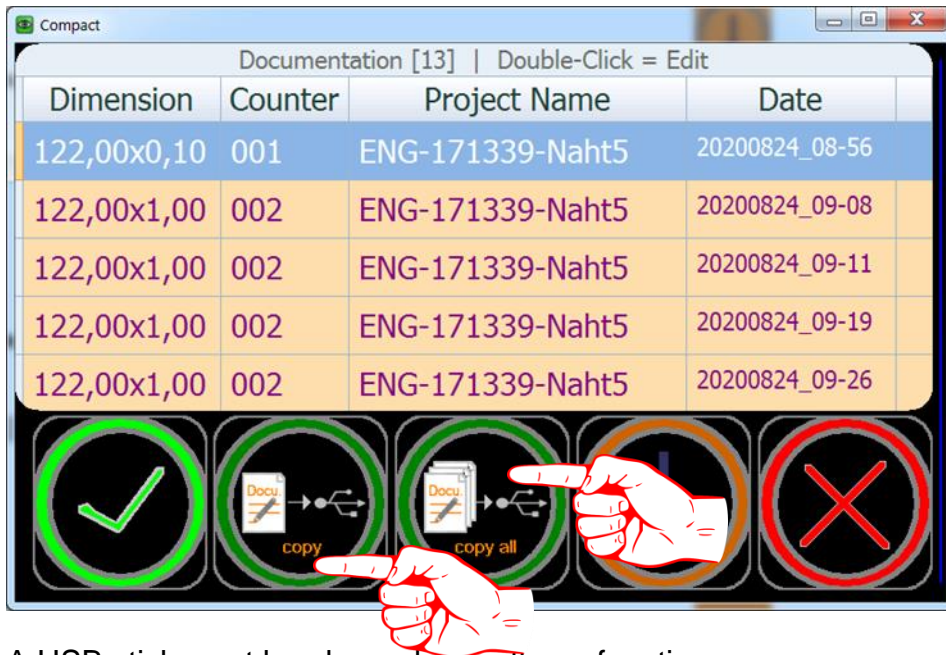 Compact
Documentation [13] | Double-Click = Edit
Dimension Counter Project Name Date
122,00x0,10 001 ENG-171339-Naht5 20200824_08-56
122,00x1,00 002 ENG-171339-Naht5 20200824_09-08
122,00x1,00 002 ENG-171339-Naht5 20200824_09-11
122,00x1,00 002 ENG-171339-Naht5 20200824_09-19
122,00x1,00 002 ENG-171339-Naht5 20200824_09-26
Docu. Docu.
copy copy all